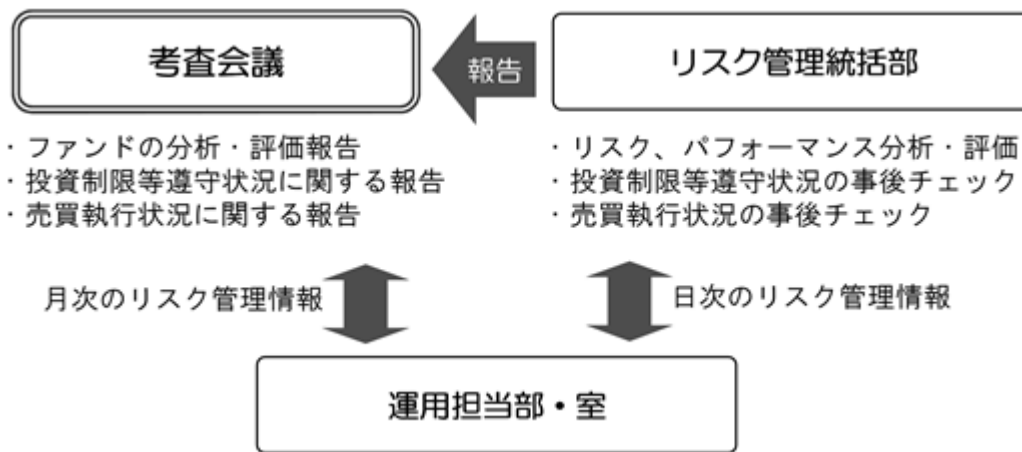 考査会議
報告
リスク管理統括部
・ファンドの分析・評価報告
・投資制限等遵守状況に関する報告
・売買執行状況に関する報告
・リスク、パフォーマンス分析・評価
・投資制限等遵守状況の事後チェック
・売買執行状況の事後チェック
月次のリスク管理情報
日次のリスク管理情報
運用担当部・室